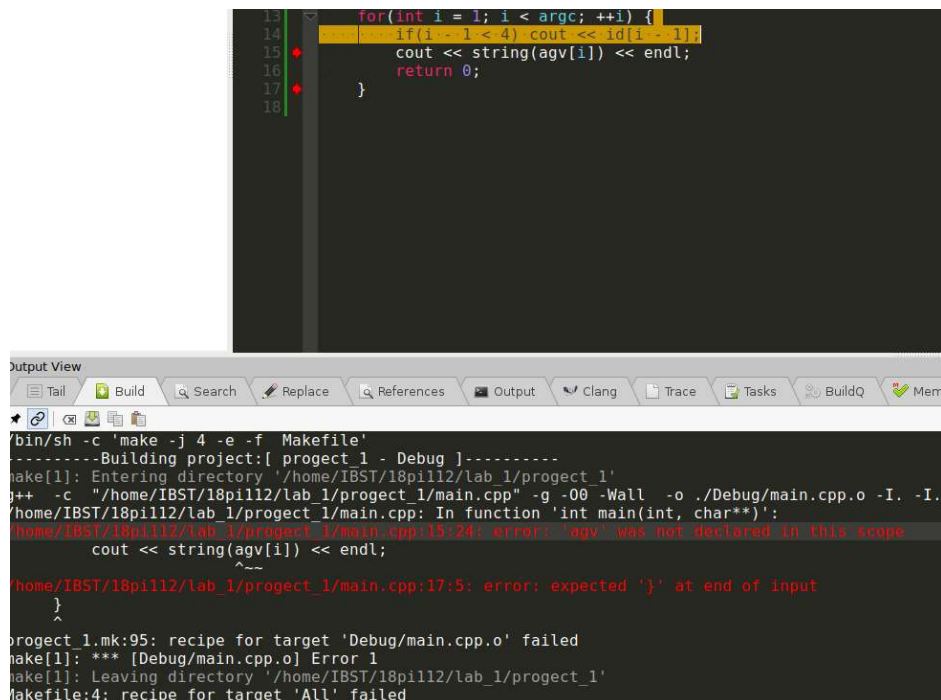 13 for(int i = 1; i < argc; ++i) {
14 if(i - 1 < 4) cout << id[i - 1];
15 cout << string(agv[i]) << endl;
16 return 0;
17 }
18
Output View
Tail Build Search Replace References Output Clang Trace Tasks BuildQ Mem
/bin/sh -c 'make -j 4 -e -f Makefile'
----------Building project:[ progect_1 - Debug ]----------
make[1]: Entering directory '/home/IBST/18pi112/lab_1/progect_1'
g++ -c "/home/IBST/18pi112/lab_1/progect_1/main.cpp" -g -O0 -Wall -o ./Debug/main.cpp.o -I. -I.
/home/IBST/18pi112/lab_1/progect_1/main.cpp: In function 'int main(int, char**)':
/home/IBST/18pi112/lab_1/progect_1/main.cpp:15:24: error: 'agv' was not declared in this scope
cout << string(agv[i]) << endl;
^~~
/home/IBST/18pi112/lab_1/progect_1/main.cpp:17:5: error: expected '}' at end of input
}
^
progect_1.mk:95: recipe for target 'Debug/main.cpp.o' failed
make[1]: *** [Debug/main.cpp.o] Error 1
make[1]: Leaving directory '/home/IBST/18pi112/lab_1/progect_1'
Makefile:4: recipe for target 'All' failed